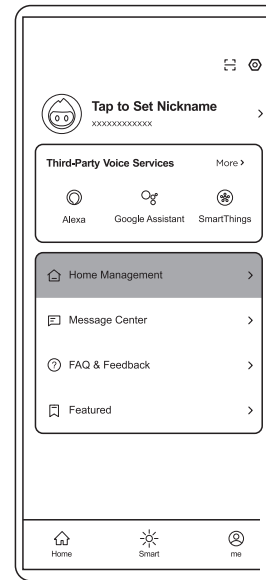 Tap to Set Nickname
xxxxxxxxxxxx
Third-Party Voice Services More
Alexa Google Assistant SmartThings
Home Management
Message Center
FAQ & Feedback
Featured
Home Smart me